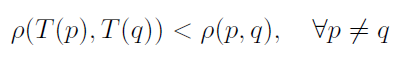 ρ(T(p), T(q)) < ρ(p, q), ∀p ≠ q